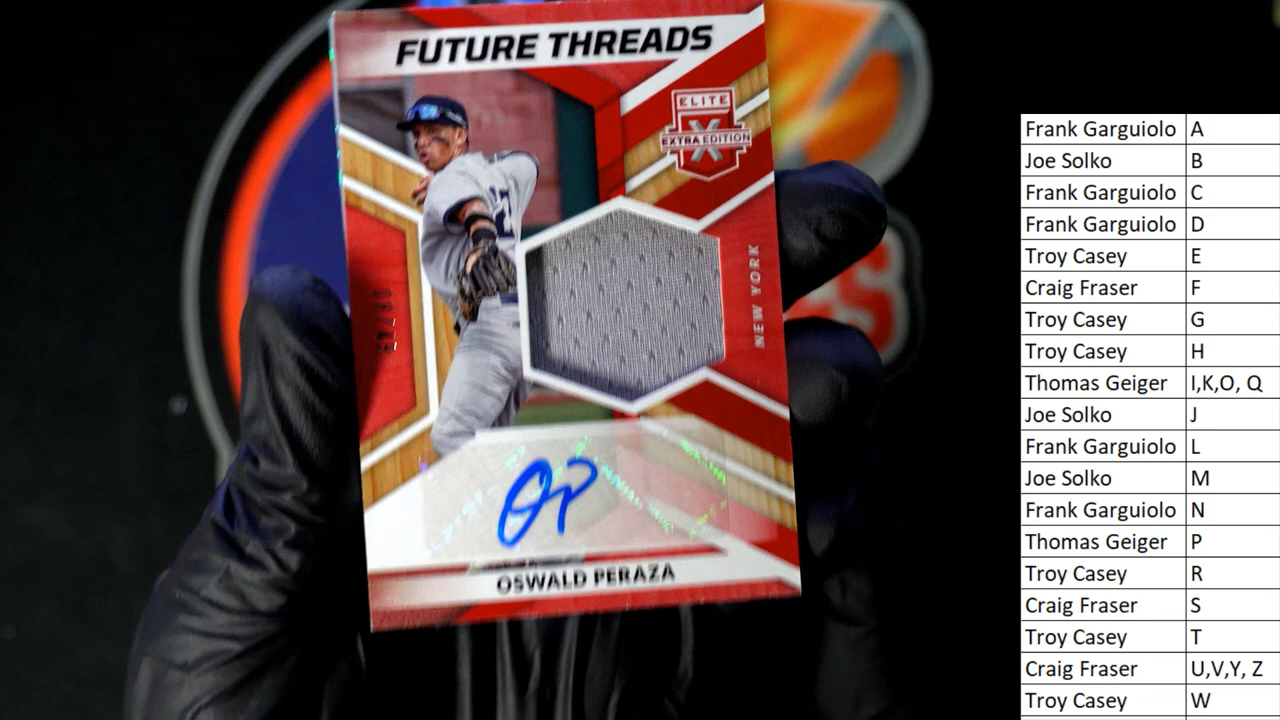 FUTURE THREADS
ELITE
X
EXTRA EDITION
NEW YORK
OP
OSWALD PERAZA
Frank Garguiolo A
Joe Solko B
Frank Garguiolo C
Frank Garguiolo D
Troy Casey E
Craig Fraser F
Troy Casey G
Troy Casey H
Thomas Geiger I,K,O, Q
Joe Solko J
Frank Garguiolo L
Joe Solko M
Frank Garguiolo N
Thomas Geiger P
Troy Casey R
Craig Fraser S
Troy Casey T
Craig Fraser U,V,Y, Z
Troy Casey W